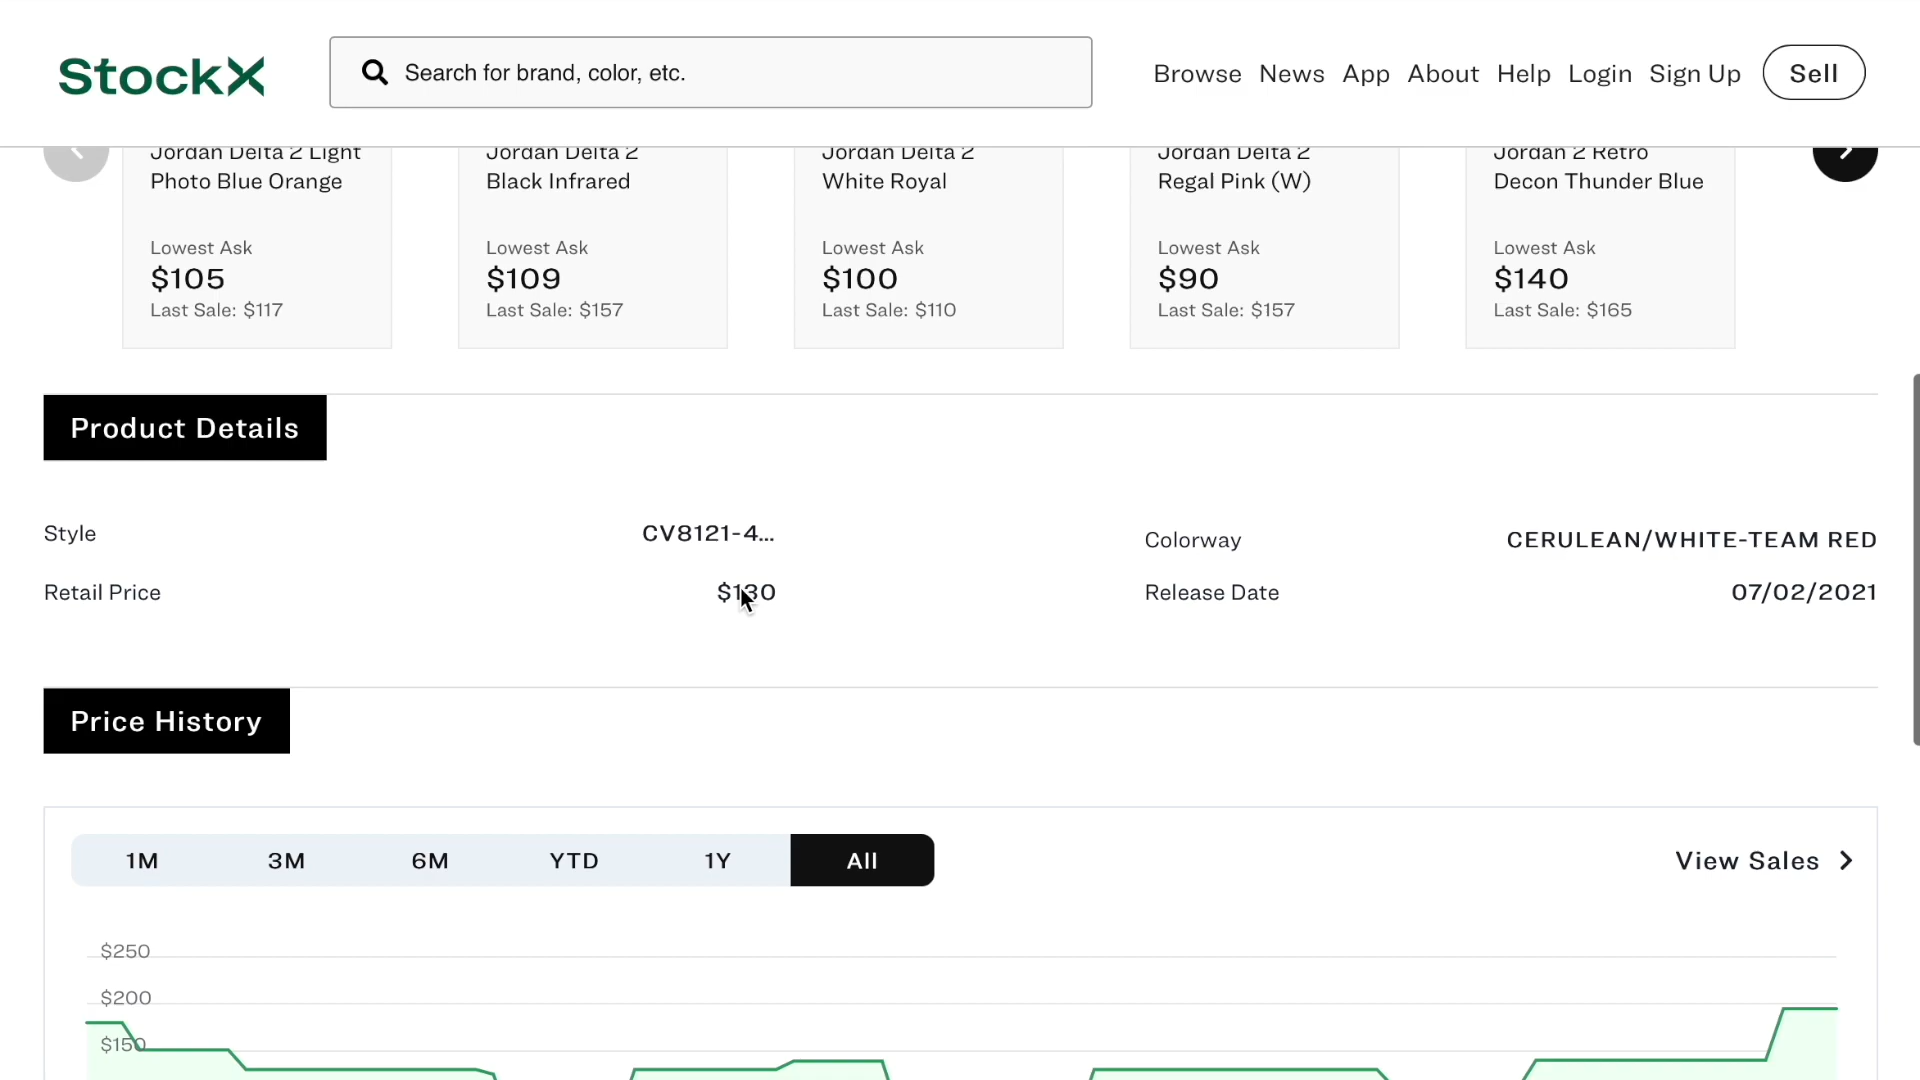 StockX
Search for brand, color, etc.
Browse News App About Help Login Sign Up Sell
Jordan Delta 2 Light
Photo Blue Orange
Lowest Ask
$105
Last Sale: $117
Jordan Delta 2
Black Infrared
Lowest Ask
$109
Last Sale: $157
Jordan Delta 2
White Royal
Lowest Ask
$100
Last Sale: $110
Jordan Delta 2
Regal Pink (W)
Lowest Ask
$90
Last Sale: $157
Jordan 2 Retro
Decon Thunder Blue
Lowest Ask
$140
Last Sale: $165
Product Details
Style CV8121-4...
Colorway CERULEAN/WHITE-TEAM RED
Retail Price $130
Release Date 07/02/2021
Price History
1M 3M 6M YTD 1Y All
View Sales
$250
$200
$150